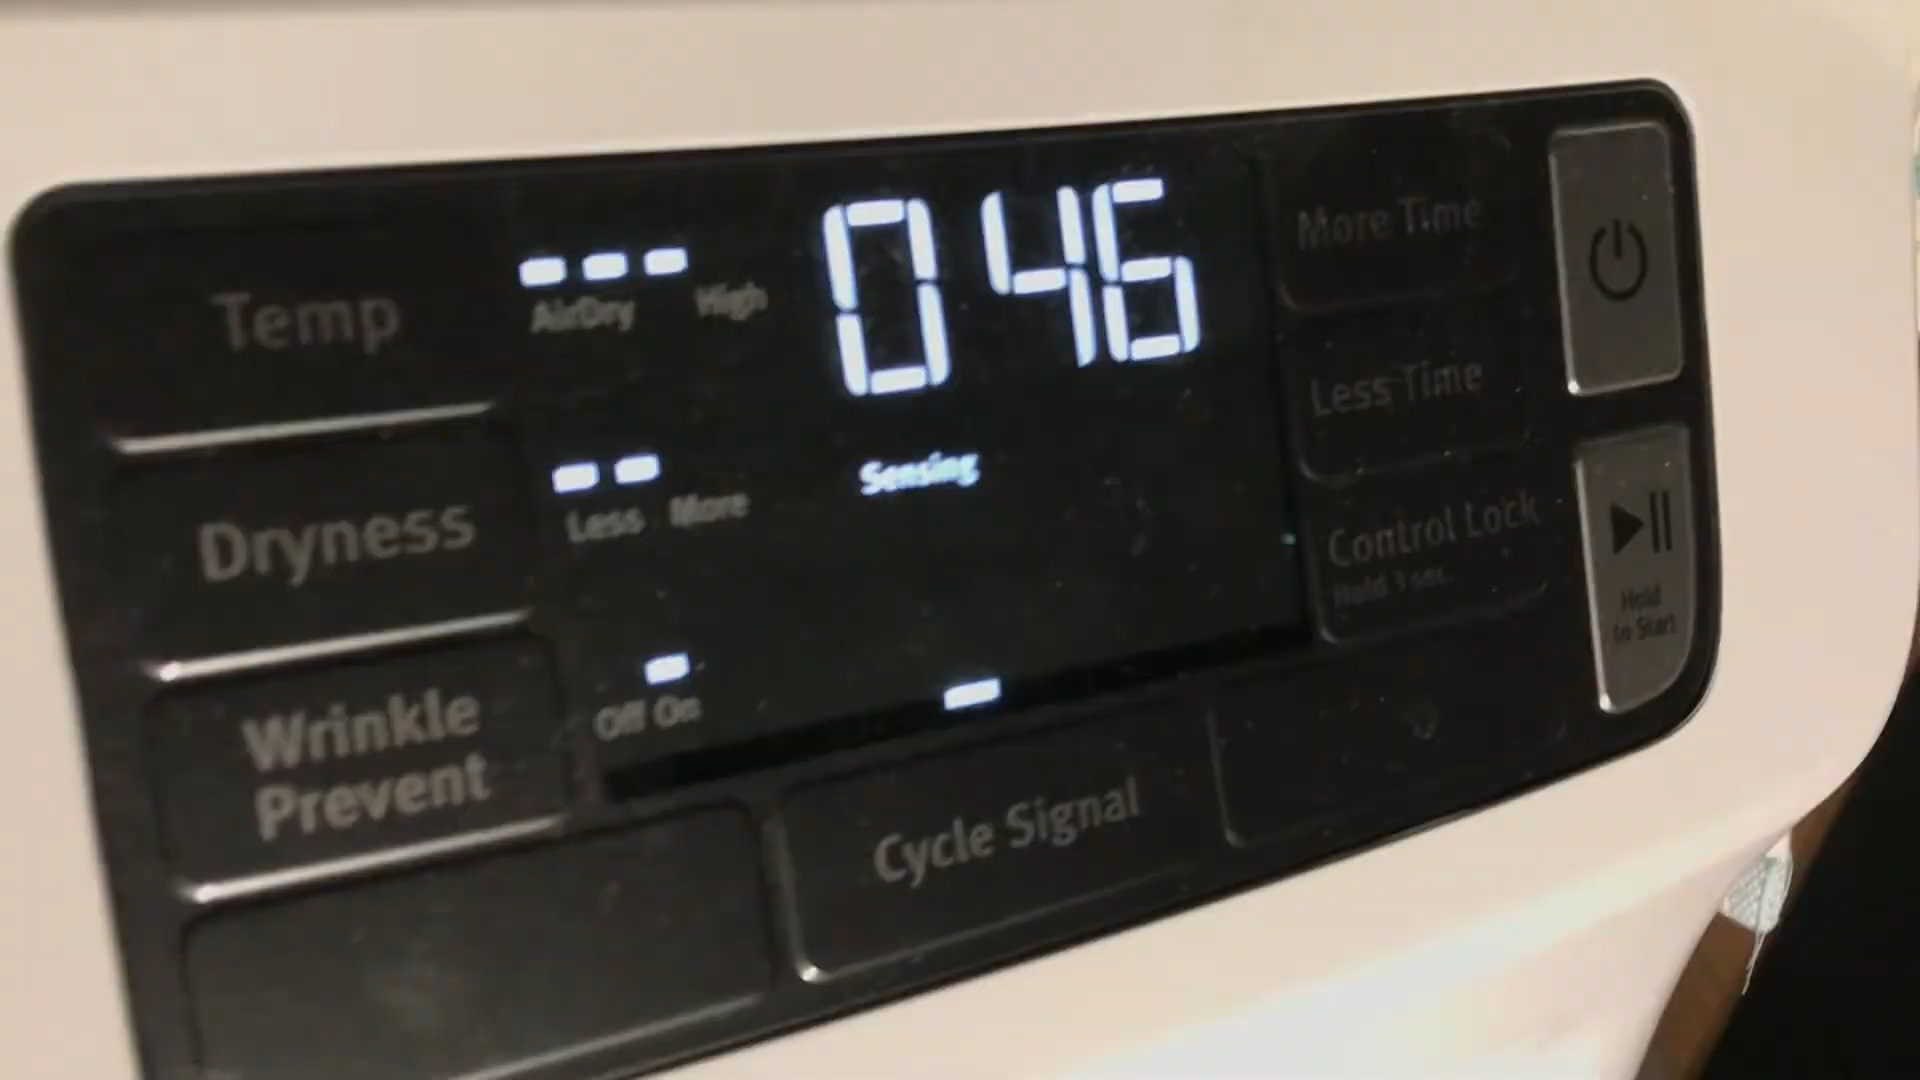 Temp
AirDry High
046
More Time
Less Time
Dryness
Less More
Sensing
Control Lock
Hold 1 sec.
Hold
to Start
Wrinkle
Prevent
Off On
Cycle Signal